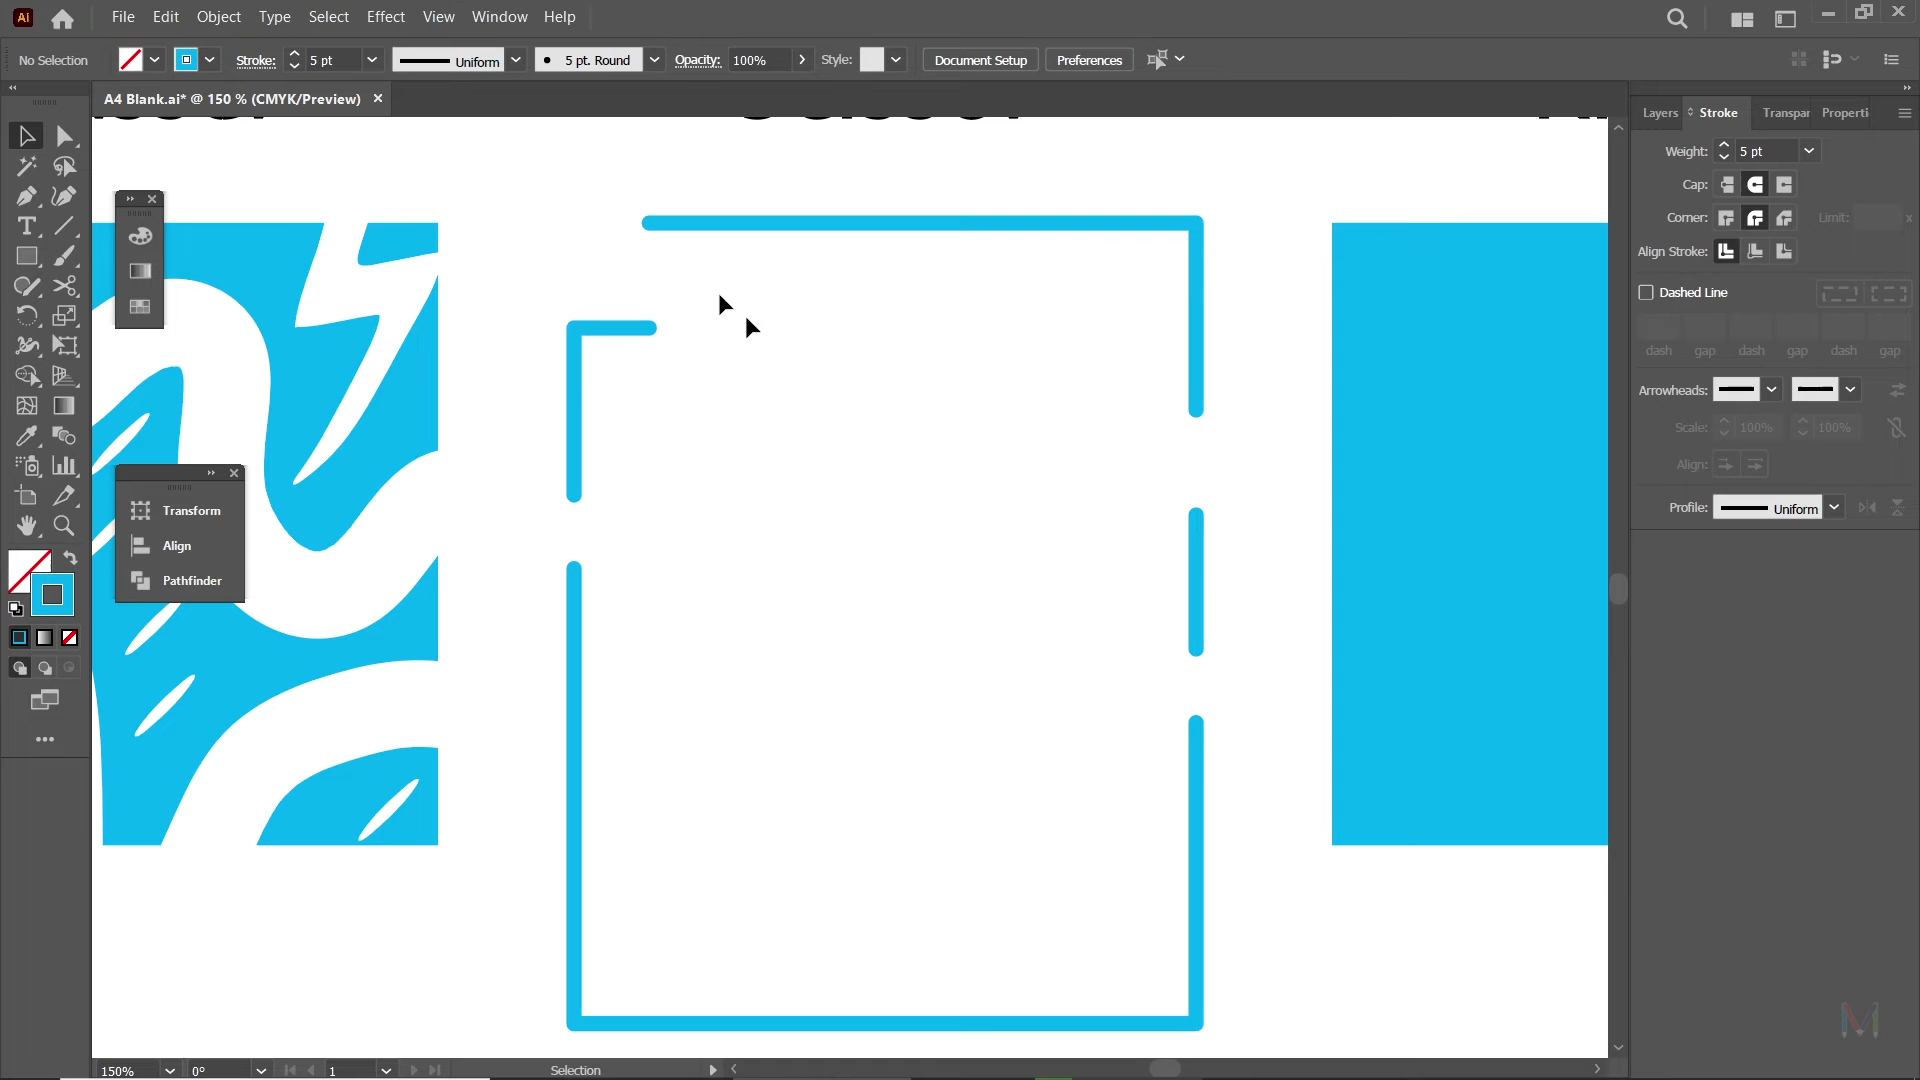 Ai File Edit Object Type Select Effect View Window Help
No Selection Stroke: 5 pt Uniform 5 pt. Round Opacity: 100% Style: Document Setup Preferences
A4 Blank.ai* @ 150 % (CMYK/Preview)
Layers Stroke Transpar Properti
Weight: 5 pt
Cap:
Corner: Limit: x
Align Stroke:
Dashed Line
dash gap dash gap dash gap
Arrowheads:
Scale: 100% 100%
Align:
Profile: Uniform
Transform
Align
Pathfinder
150% 0° 1 Selection